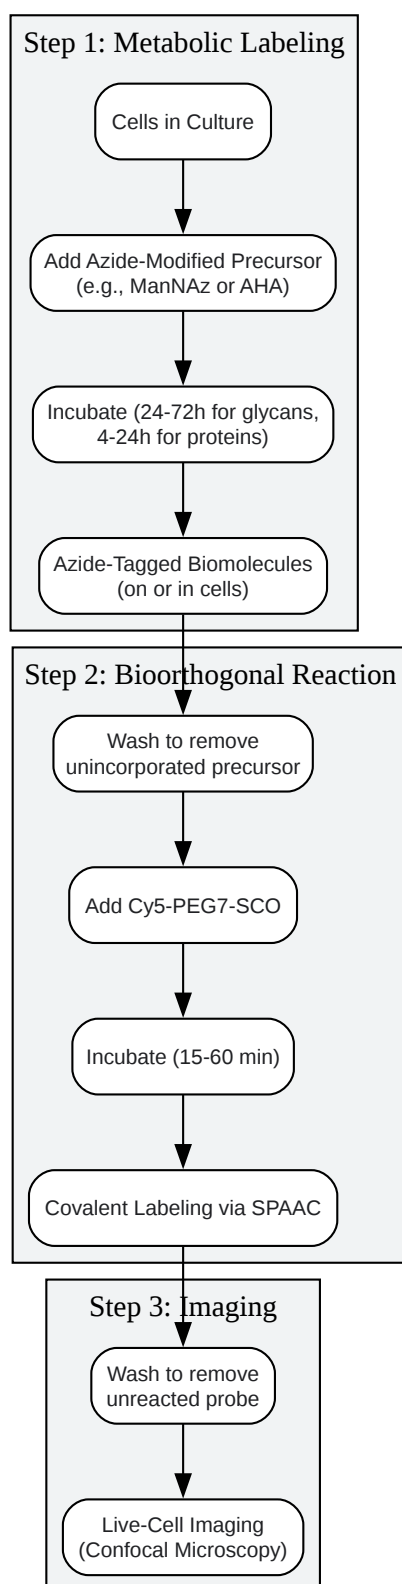 Step 1: Metabolic Labeling
Cells in Culture
Add Azide-Modified Precursor
(e.g., ManNAz or AHA)
Incubate (24-72h for glycans,
4-24h for proteins)
Azide-Tagged Biomolecules
(on or in cells)
Step 2: Bioorthogonal Reaction
Wash to remove
unincorporated precursor
Add Cy5-PEG7-SCO
Incubate (15-60 min)
Covalent Labeling via SPAAC
Step 3: Imaging
Wash to remove
unreacted probe
Live-Cell Imaging
(Confocal Microscopy)